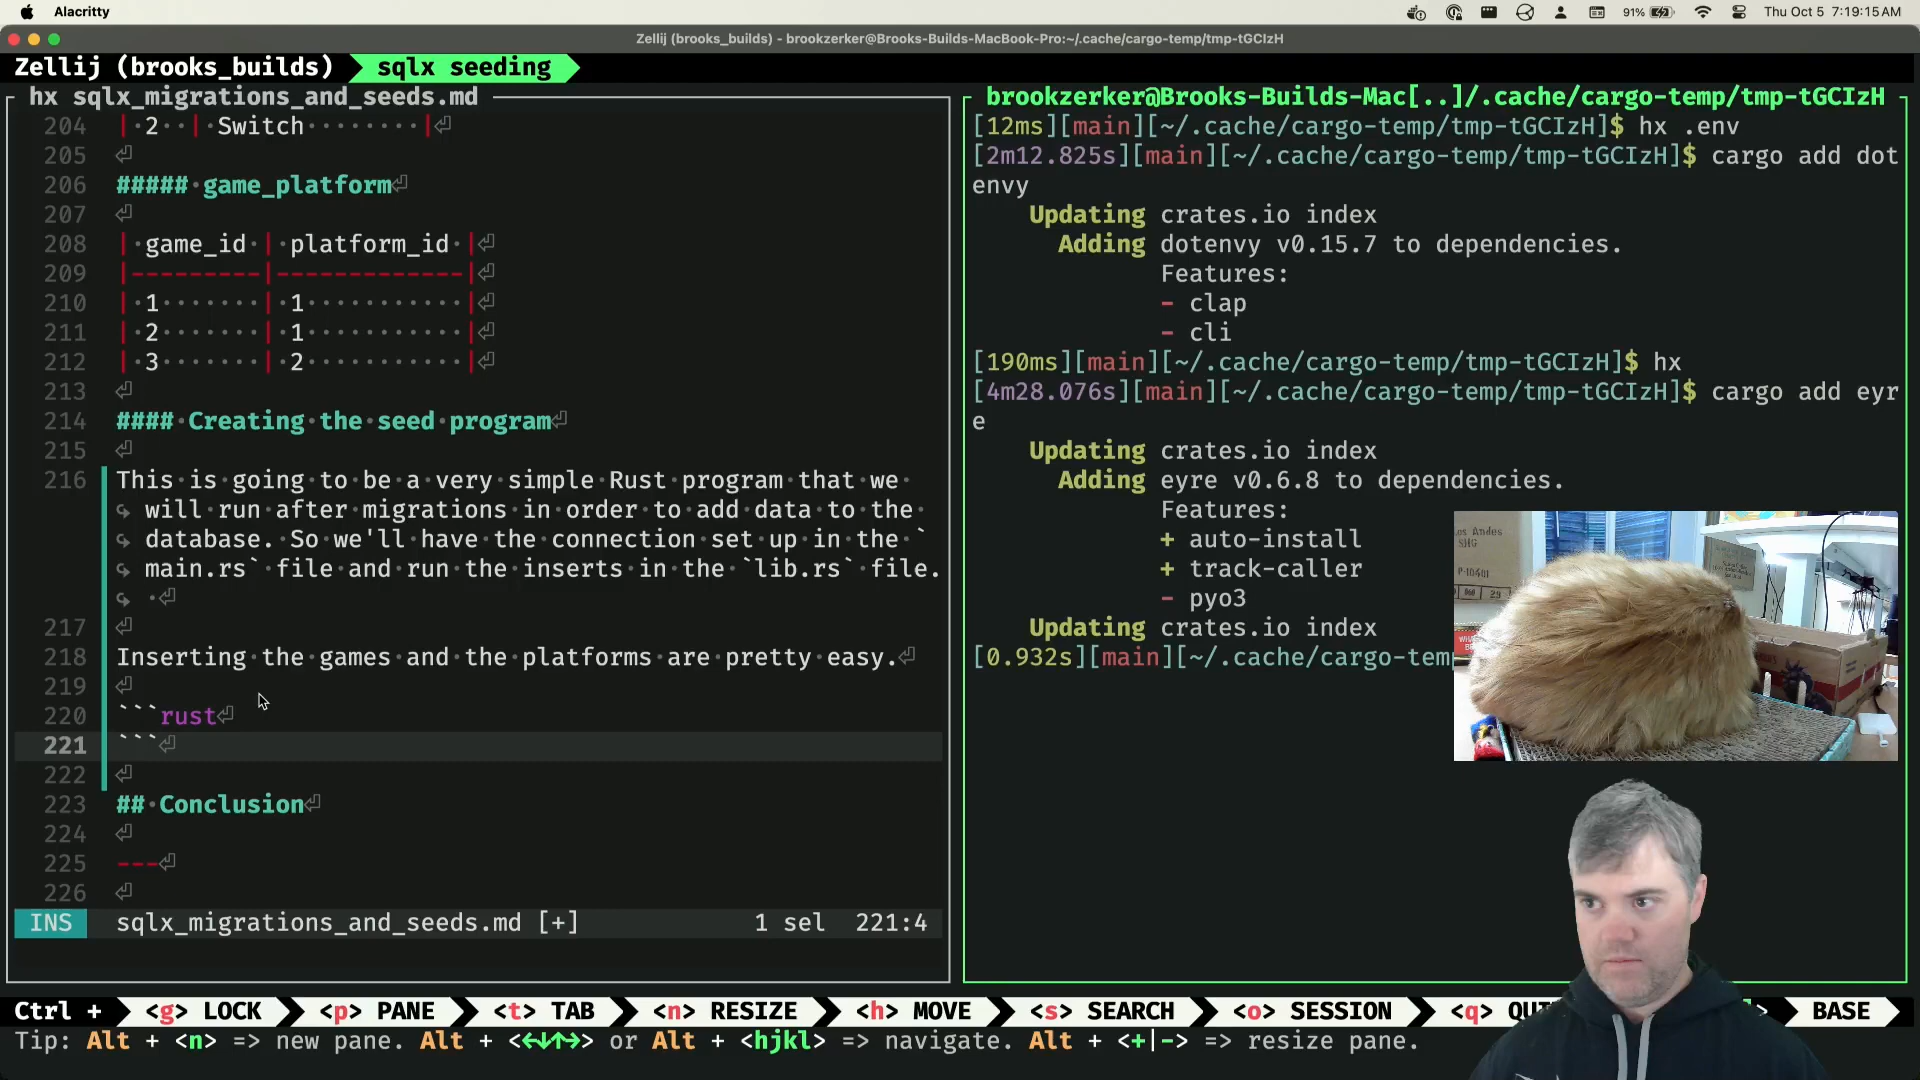 Alacritty
91%
Thu Oct 5 7:19:15 AM
Zellij (brooks_builds) - brookzerker@Brooks-Builds-MacBook-Pro:~/.cache/cargo-temp/tmp-tGCIzH
Zellij (brooks_builds) sqlx seeding
hx sqlx_migrations_and_seeds.md
204 | 2 | Switch |
205
206 ##### game_platform
207
208 | game_id | platform_id |
209 |---------|-------------|
210 | 1 | 1 |
211 | 2 | 1 |
212 | 3 | 2 |
213
214 #### Creating the seed program
215
216 This is going to be a very simple Rust program that we
will run after migrations in order to add data to the
database. So we'll have the connection set up in the `
main.rs` file and run the inserts in the `lib.rs` file.
217
218 Inserting the games and the platforms are pretty easy.
219
220 ```rust
221 ```
222
223 ## Conclusion
224
225 ---
226
INS sqlx_migrations_and_seeds.md [+] 1 sel 221:4
brookzerker@Brooks-Builds-Mac[..]/.cache/cargo-temp/tmp-tGCIzH
[12ms][main][~/.cache/cargo-temp/tmp-tGCIzH]$ hx .env
[2m12.825s][main][~/.cache/cargo-temp/tmp-tGCIzH]$ cargo add dot
envy
Updating crates.io index
Adding dotenvy v0.15.7 to dependencies.
Features:
- clap
- cli
[190ms][main][~/.cache/cargo-temp/tmp-tGCIzH]$ hx
[4m28.076s][main][~/.cache/cargo-temp/tmp-tGCIzH]$ cargo add eyr
e
Updating crates.io index
Adding eyre v0.6.8 to dependencies.
Features:
+ auto-install
+ track-caller
- pyo3
Updating crates.io index
[0.932s][main][~/.cache/cargo-tem
Los Andes
SHG
P-10401
29
Ctrl + <g> LOCK <p> PANE <t> TAB <n> RESIZE <h> MOVE <s> SEARCH <o> SESSION <q> QUI BASE
Tip: Alt + <n> => new pane. Alt + <←↓↑→> or Alt + <hjkl> => navigate. Alt + <+|-> => resize pane.